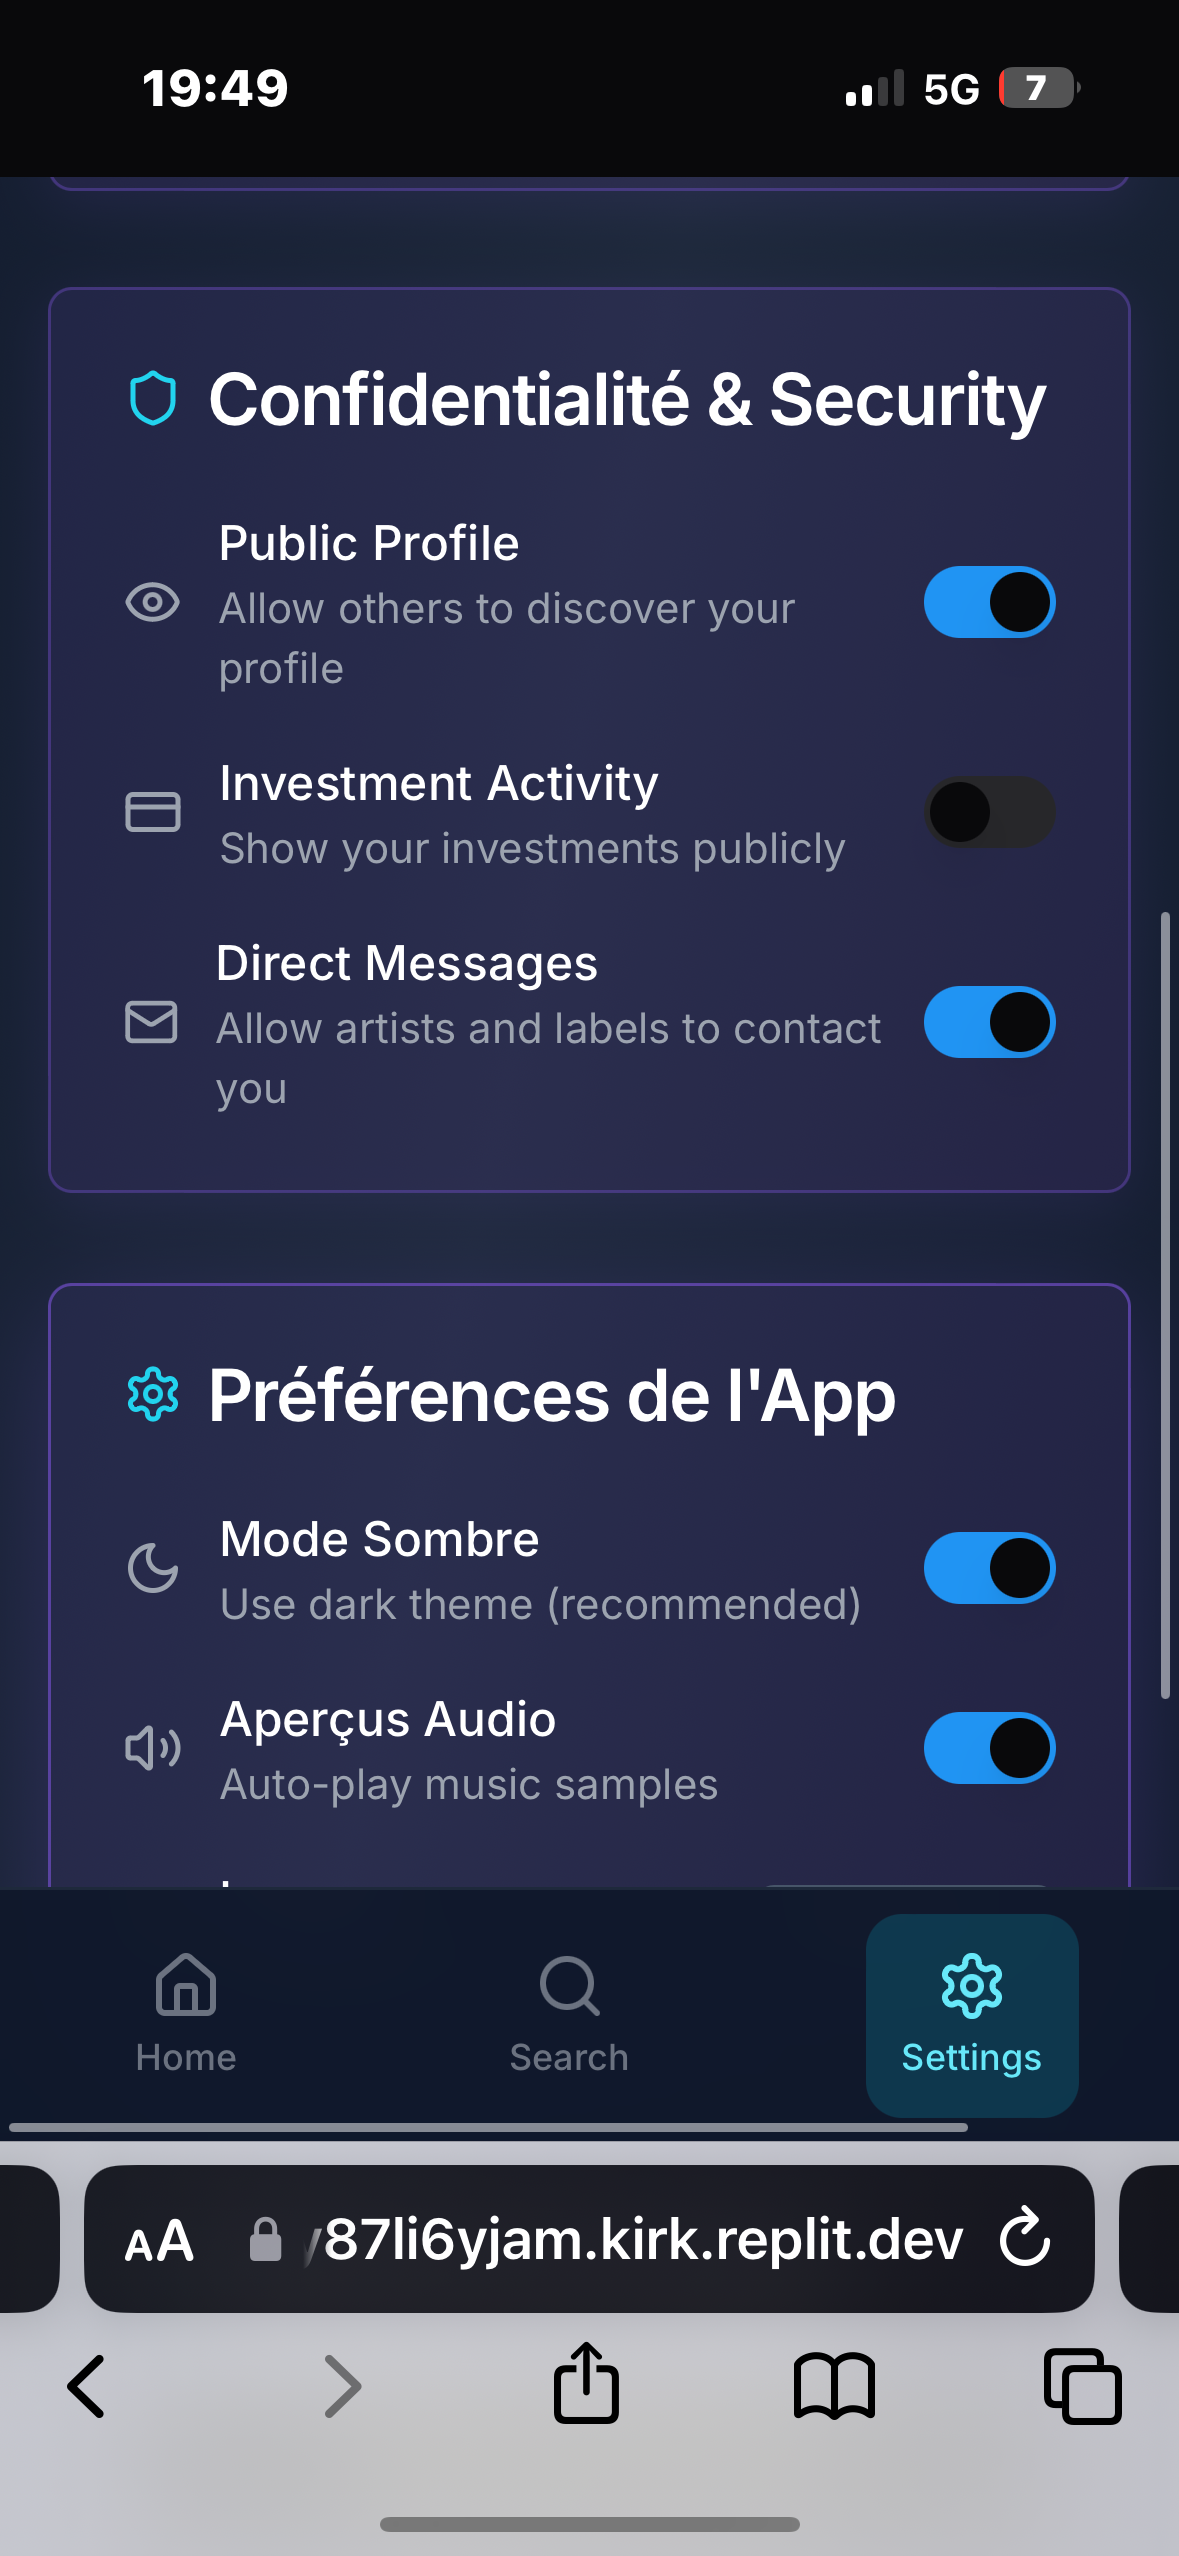 19:49
5G
7
Confidentialité & Security
Public Profile
Allow others to discover your
profile
Investment Activity
Show your investments publicly
Direct Messages
Allow artists and labels to contact
you
Préférences de l'App
Mode Sombre
Use dark theme (recommended)
Aperçus Audio
Auto-play music samples
Home
Search
Settings
AA
87li6yjam.kirk.replit.dev